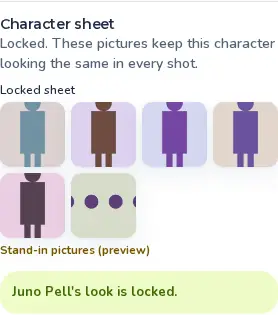 Character sheet
Locked. These pictures keep this character
looking the same in every shot.
Locked sheet
Stand-in pictures (preview)
Juno Pell's look is locked.